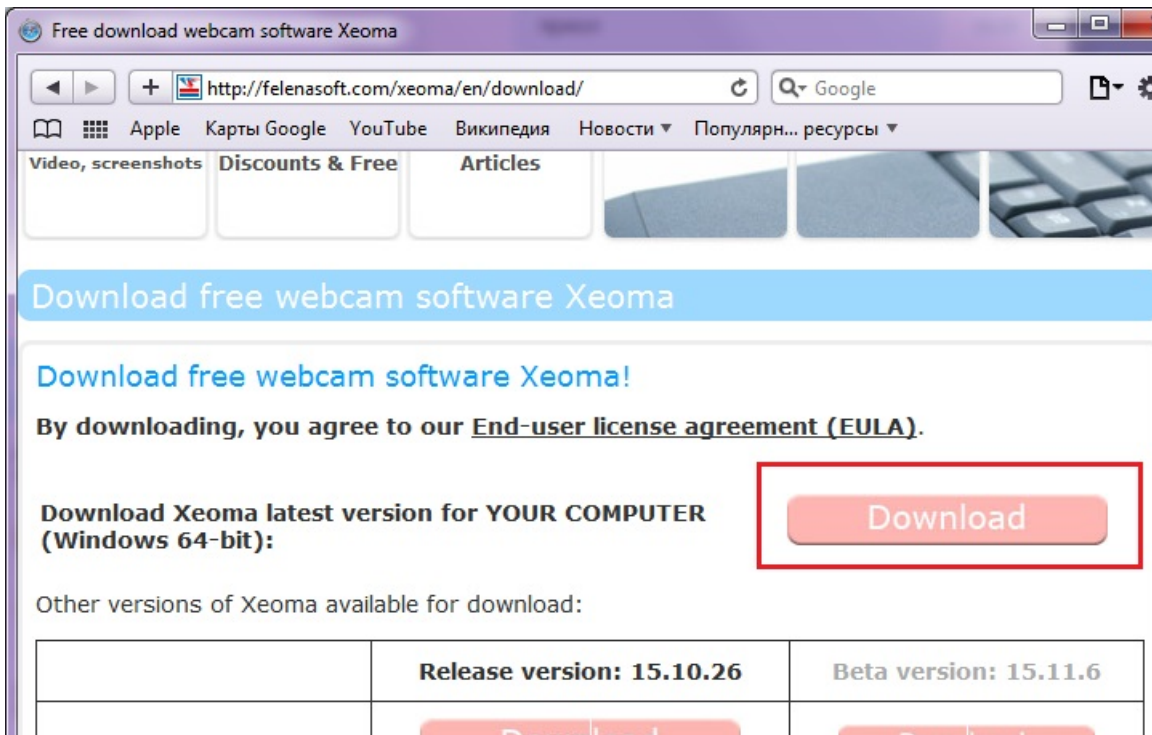 Free download webcam software Xeoma
http://felenasoft.com/xeoma/en/download/
Google
Apple Карты Google YouTube Википедия Новости Популярн... ресурсы
Video, screenshots Discounts & Free Articles
Download free webcam software Xeoma
Download free webcam software Xeoma!
By downloading, you agree to our End-user license agreement (EULA).
Download Xeoma latest version for YOUR COMPUTER
(Windows 64-bit):
Download
Other versions of Xeoma available for download:
Release version: 15.10.26 Beta version: 15.11.6